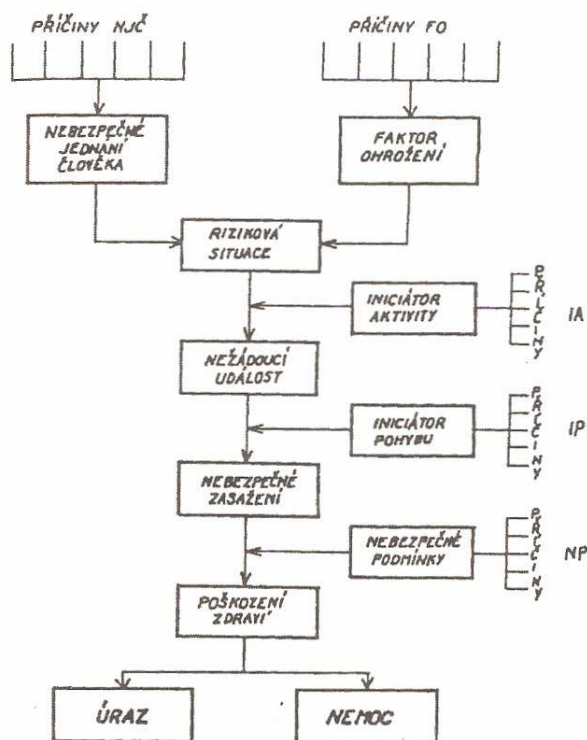 PŘÍČINY NJČ
PŘÍČINY FO
NEBEZPEČNÉ
JEDNÁNÍ
ČLOVĚKA
FAKTOR
OHROŽENÍ
RIZIKOVÁ
SITUACE
INICIÁTOR
AKTIVITY
PŘÍČINY
IA
NEŽÁDOUCÍ
UDÁLOST
INICIÁTOR
POHYBU
PŘÍČINY
IP
NEBEZPEČNÉ
ZASAŽENÍ
NEBEZPEČNÉ
PODMÍNKY
PŘÍČINY
NP
POŠKOZENÍ
ZDRAVÍ
ÚRAZ
NEMOC